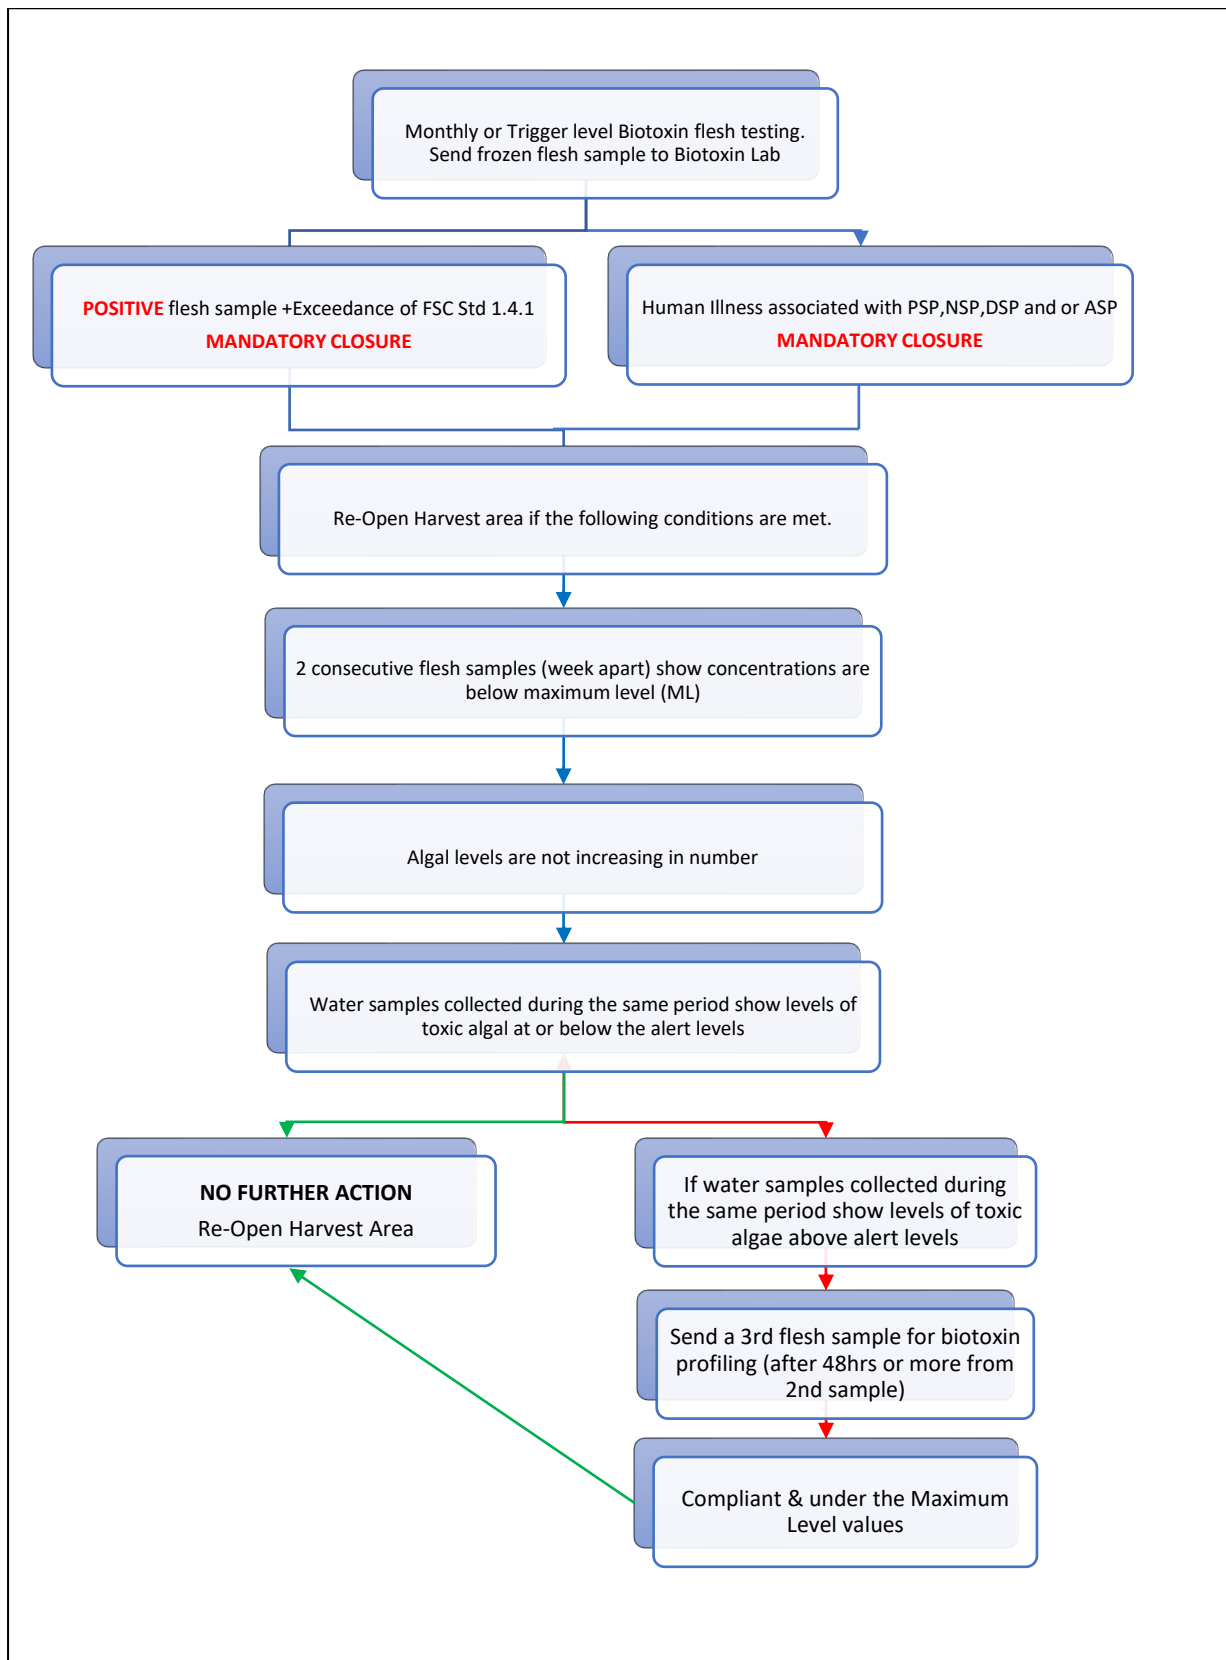 Monthly or Trigger level Biotoxin flesh testing.
Send frozen flesh sample to Biotoxin Lab
POSITIVE flesh sample +Exceedance of FSC Std 1.4.1
MANDATORY CLOSURE
Human Illness associated with PSP,NSP,DSP and or ASP
MANDATORY CLOSURE
Re-Open Harvest area if the following conditions are met.
2 consecutive flesh samples (week apart) show concentrations are
below maximum level (ML)
Algal levels are not increasing in number
Water samples collected during the same period show levels of
toxic algal at or below the alert levels
NO FURTHER ACTION
Re-Open Harvest Area
If water samples collected during
the same period show levels of toxic
algae above alert levels
Send a 3rd flesh sample for biotoxin
profiling (after 48hrs or more from
2nd sample)
Compliant & under the Maximum
Level values